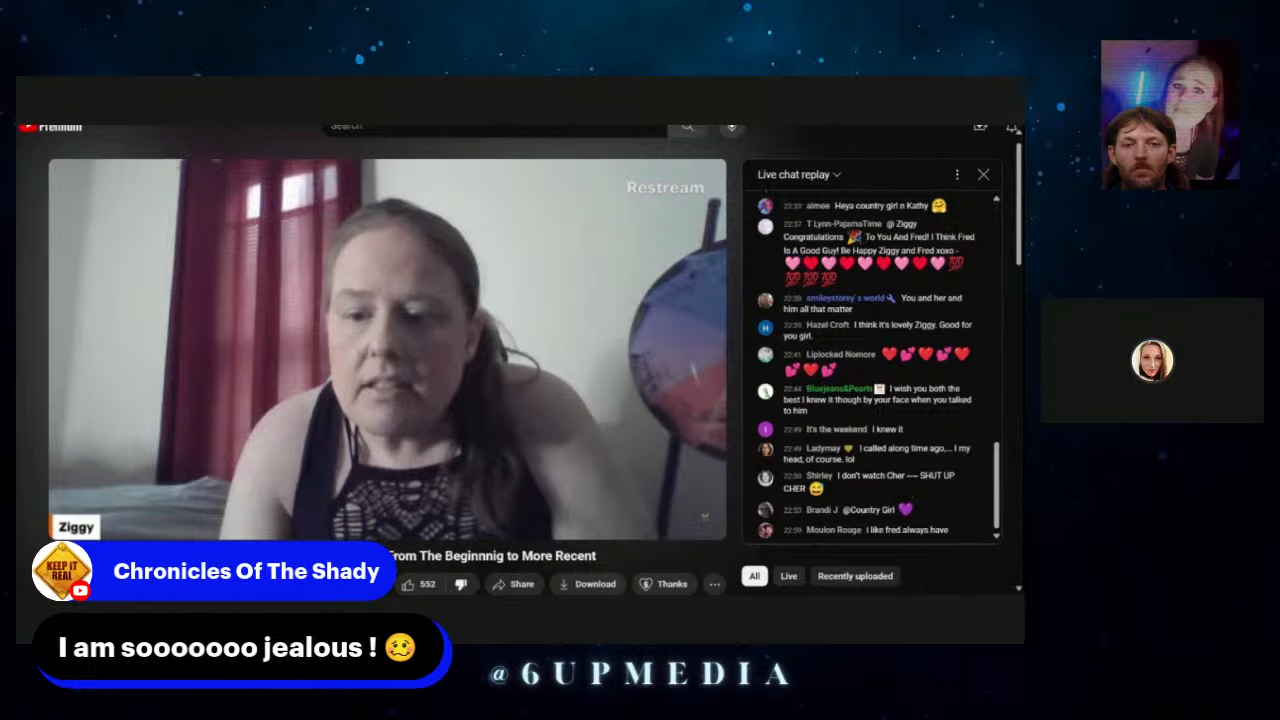 Premium
Search
Restream
Ziggy
Live chat replay
22:33 aimee Heya country girl n Kathy
22:37 T Lynn-PajamaTime @ Ziggy
Congratulations 🎉 To You And Fred! I Think Fred
Is A Good Guy! Be Happy Ziggy and Fred xoxo
🩷❤️🩷❤️🩷❤️🩷❤️🩷💯
💯💯💯
22:39 smileystorey's world You and her and
him all that matter
22:39 Hazel Croft I think it's lovely Ziggy. Good for
you girl.
22:41 Liplocked Nomore ❤️💕❤️💕❤️
💕❤️💕
22:44 Bluejeans&Pearls I wish you both the
best I knew it though by your face when you talked
to him
22:49 It's the weekend I knew it
22:49 Ladymay I called along time ago,... I my
head, of course. lol
22:50 Shirley I don't watch Cher ~~ SHUT UP
CHER 😅
22:53 Brandi J @Country Girl 💜
22:59 Moulon Rouge i like fred.always have
From The Beginnnig to More Recent
552
Share
Download
Thanks
All
Live
Recently uploaded
KEEP IT
REAL
Chronicles Of The Shady
I am sooooooo jealous ! 🥴
@6UPMEDIA